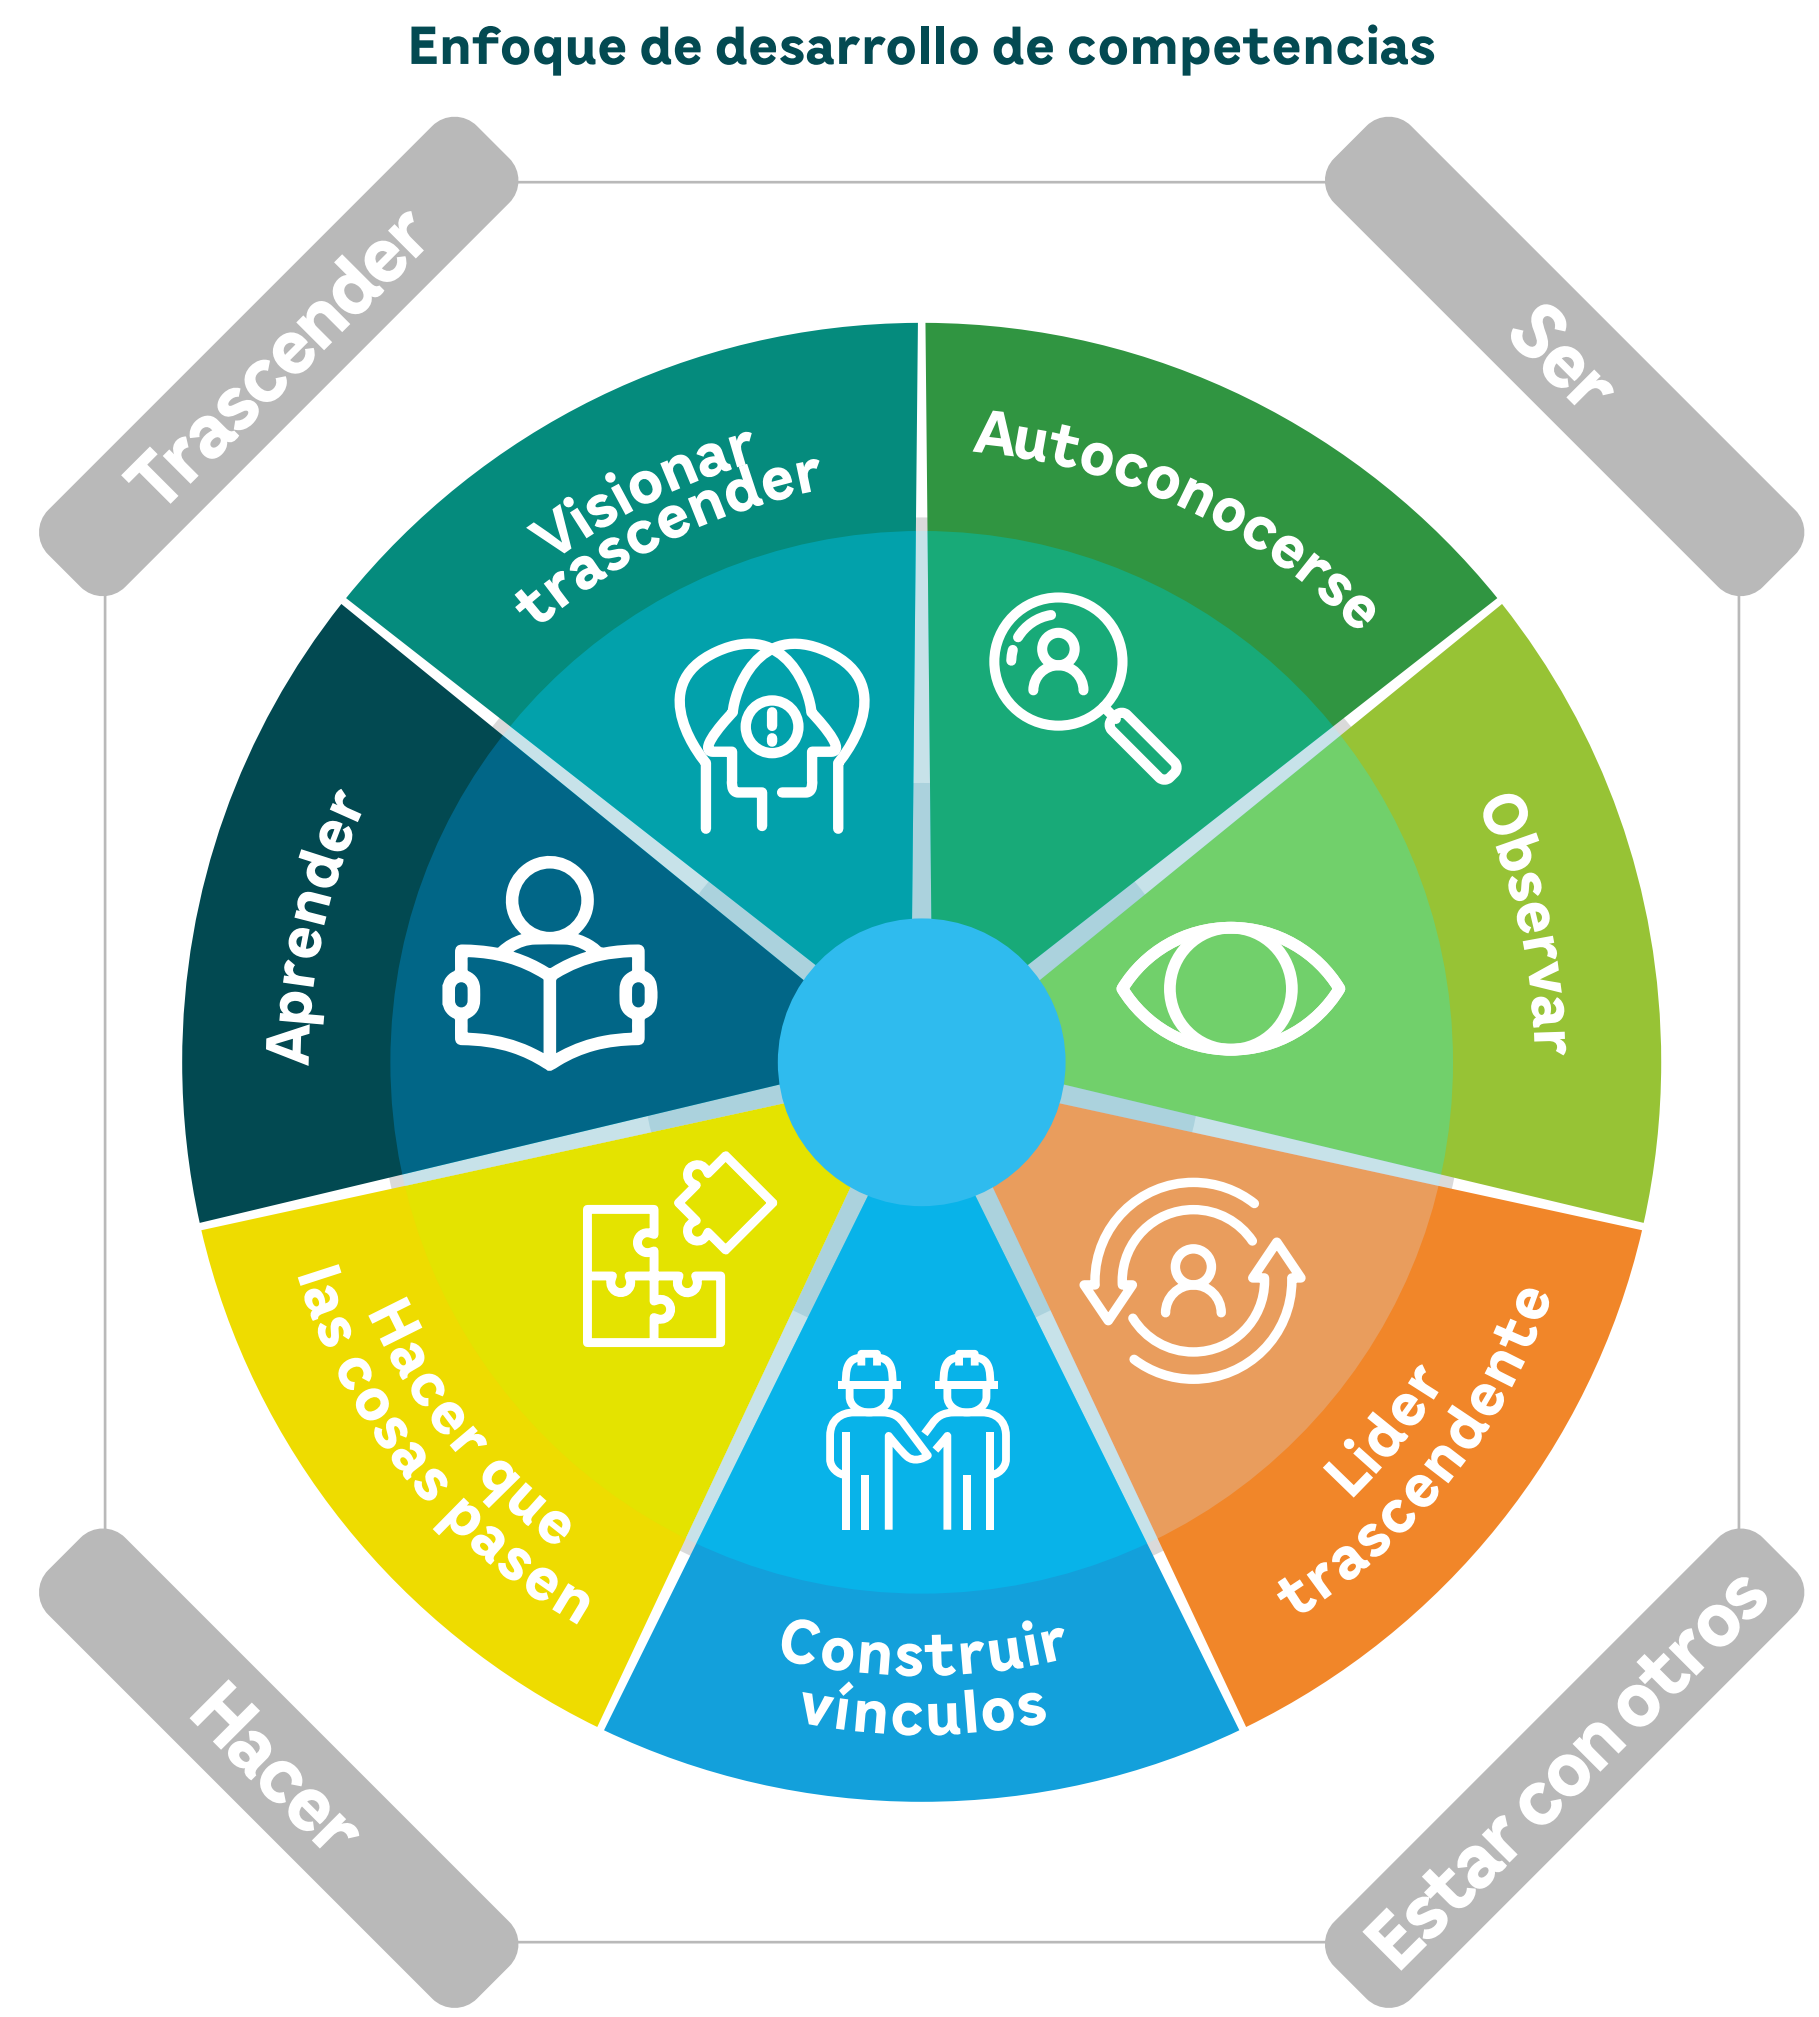 Enfoque de desarrollo de competencias
Trascender
Ser
Visionar
trascender
Autoconocerse
Aprender
Observar
Hacer que
las cosas pasen
Construir
vínculos
Líder
trascendente
Hacer
Estar con otros